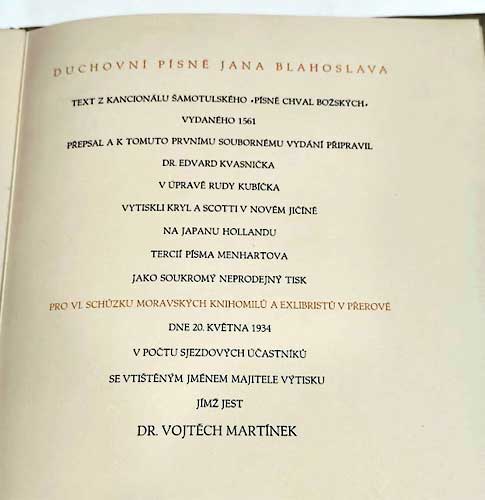 DUCHOVNÍ PÍSNĚ JANA BLAHOSLAVA
TEXT Z KANCIONÁLU ŠAMOTULSKÉHO »PÍSNĚ CHVAL BOŽSKÝCH«
VYDANÉHO 1561
PŘEPSAL A K TOMUTO PRVNÍMU SOUBORNÉMU VYDÁNÍ PŘIPRAVIL
DR. EDVARD KVASNIČKA
V ÚPRAVĚ RUDY KUBÍČKA
VYTISKLI KRYL A SCOTTI V NOVÉM JIČÍNĚ
NA JAPANU HOLLANDU
TERCIÍ PÍSMA MENHARTOVA
JAKO SOUKROMÝ NEPRODEJNÝ TISK
PRO VI. SCHŮZKU MORAVSKÝCH KNIHOMILŮ A EXLIBRISTŮ V PŘEROVĚ
DNE 20. KVĚTNA 1934
V POČTU SJEZDOVÝCH ÚČASTNÍKŮ
SE VTIŠTĚNÝM JMÉNEM MAJITELE VÝTISKU
JÍMŽ JEST
DR. VOJTĚCH MARTÍNEK